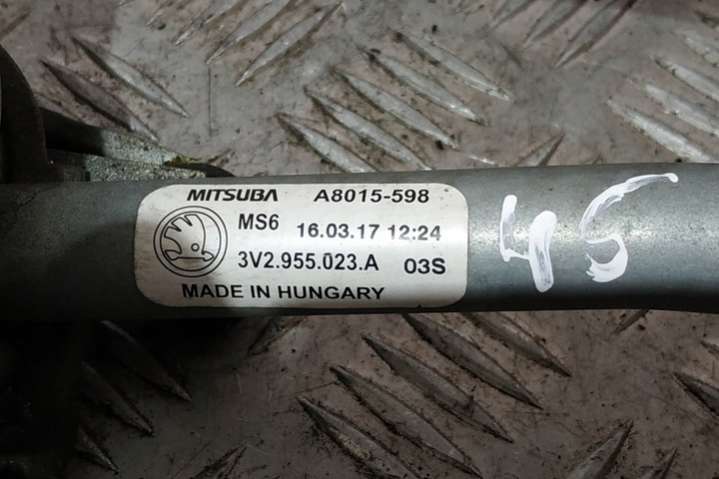 MITSUBA A8015-598
MS6 16.03.17 12:24
3V2.955.023.A 03S
MADE IN HUNGARY
45